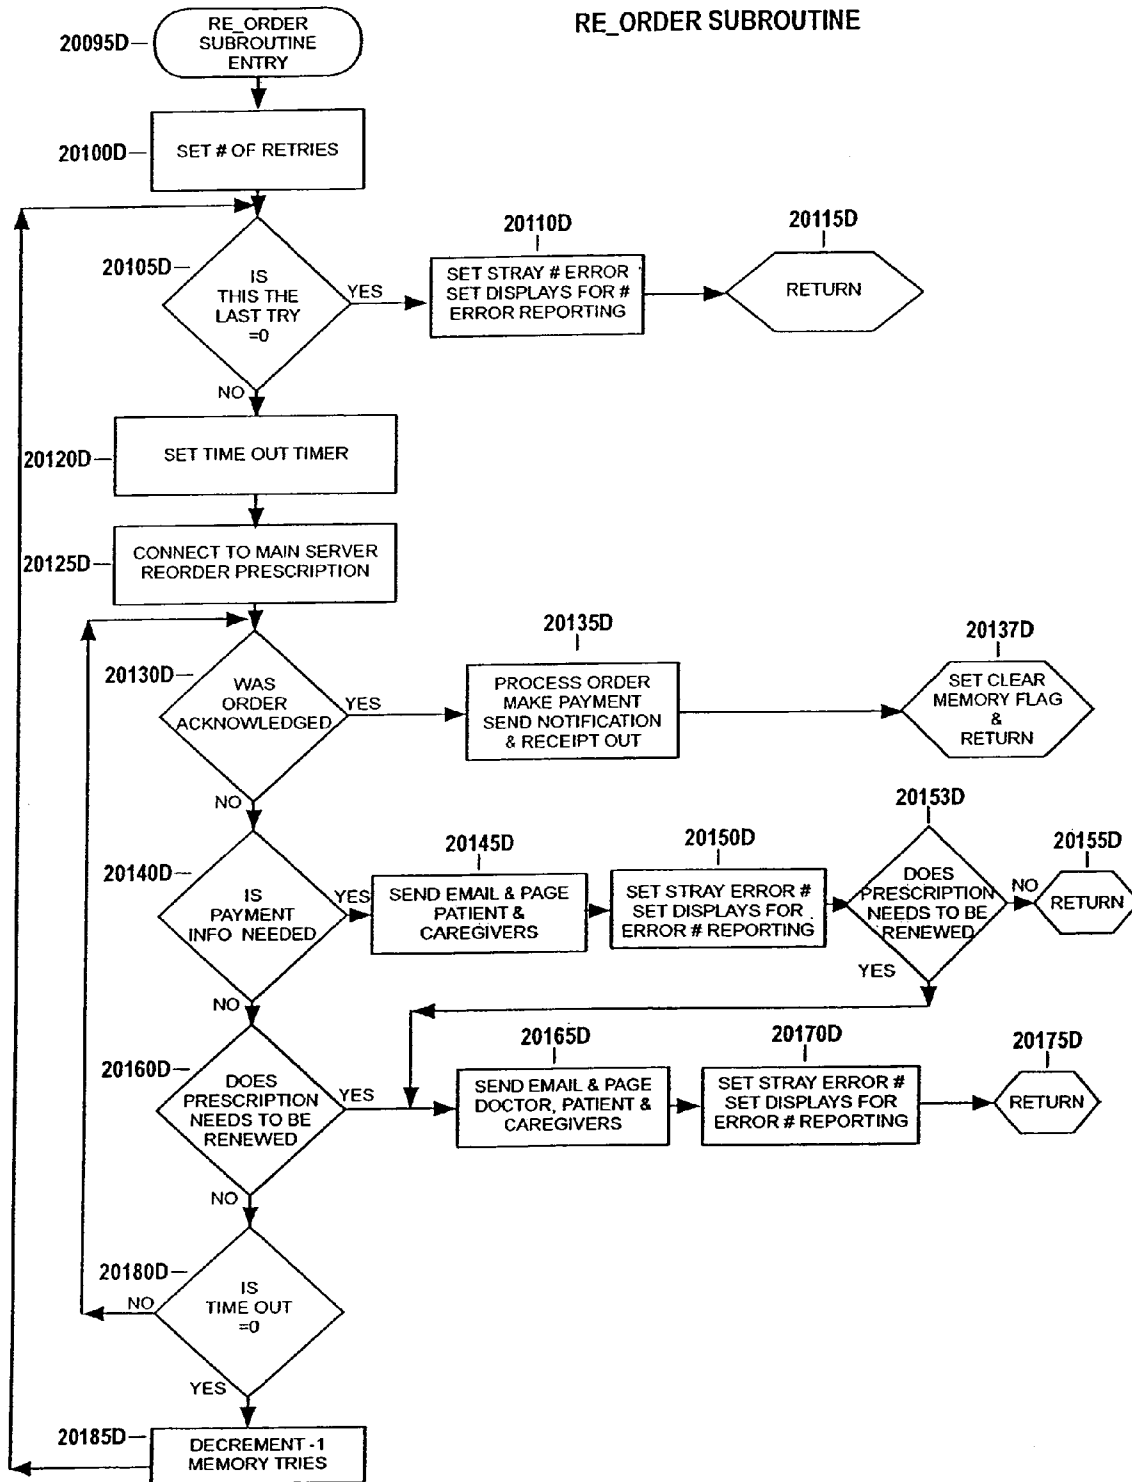 RE_ORDER SUBROUTINE
20095D
RE_ORDER
SUBROUTINE
ENTRY
20100D
SET # OF RETRIES
20105D
IS
THIS THE
LAST TRY
=0
YES
NO
20110D
SET STRAY # ERROR
SET DISPLAYS FOR #
ERROR REPORTING
20115D
RETURN
20120D
SET TIME OUT TIMER
20125D
CONNECT TO MAIN SERVER
REORDER PRESCRIPTION
20130D
WAS
ORDER
ACKNOWLEDGED
YES
NO
20135D
PROCESS ORDER
MAKE PAYMENT
SEND NOTIFICATION
& RECEIPT OUT
20137D
SET CLEAR
MEMORY FLAG
&
RETURN
20140D
IS
PAYMENT
INFO NEEDED
YES
NO
20145D
SEND EMAIL & PAGE
PATIENT &
CAREGIVERS
20150D
SET STRAY ERROR #
SET DISPLAYS FOR
ERROR # REPORTING
20153D
DOES
PRESCRIPTION
NEEDS TO BE
RENEWED
NO
YES
20155D
RETURN
20160D
DOES
PRESCRIPTION
NEEDS TO BE
RENEWED
YES
NO
20165D
SEND EMAIL & PAGE
DOCTOR, PATIENT &
CAREGIVERS
20170D
SET STRAY ERROR #
SET DISPLAYS FOR
ERROR # REPORTING
20175D
RETURN
20180D
IS
TIME OUT
=0
NO
YES
20185D
DECREMENT -1
MEMORY TRIES